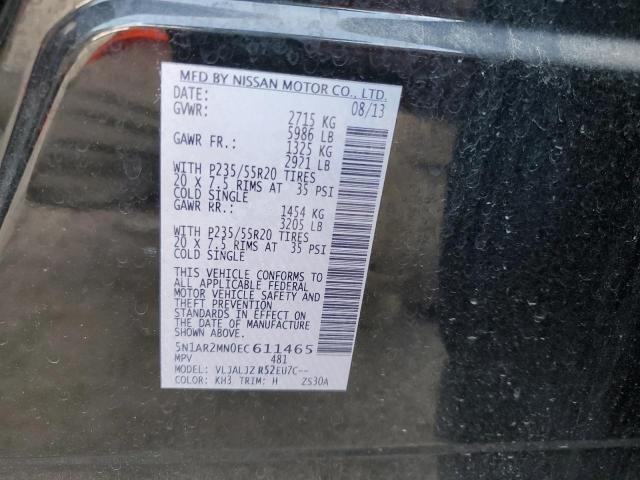 MFD BY NISSAN MOTOR CO., LTD.
DATE: 08/13
GVWR: 2715 KG
5986 LB
GAWR FR: 1325 KG
2921 LB
WITH P235/55R20 TIRES
20 X 7.5 RIMS AT 35 PSI
COLD SINGLE
GAWR RR: 1454 KG
3205 LB
WITH P235/55R20 TIRES
20 X 7.5 RIMS AT 35 PSI
COLD SINGLE
THIS VEHICLE CONFORMS TO
ALL APPLICABLE FEDERAL
MOTOR VEHICLE SAFETY AND
THEFT PREVENTION
STANDARDS IN EFFECT ON
THE DATE OF MANUFACTURE
SHOWN ABOVE.
5N1AR2MN0EC611465
MPV 481
MODEL: VLJALJZ R52EU7C--
COLOR: KH3 TRIM: H ZS30A